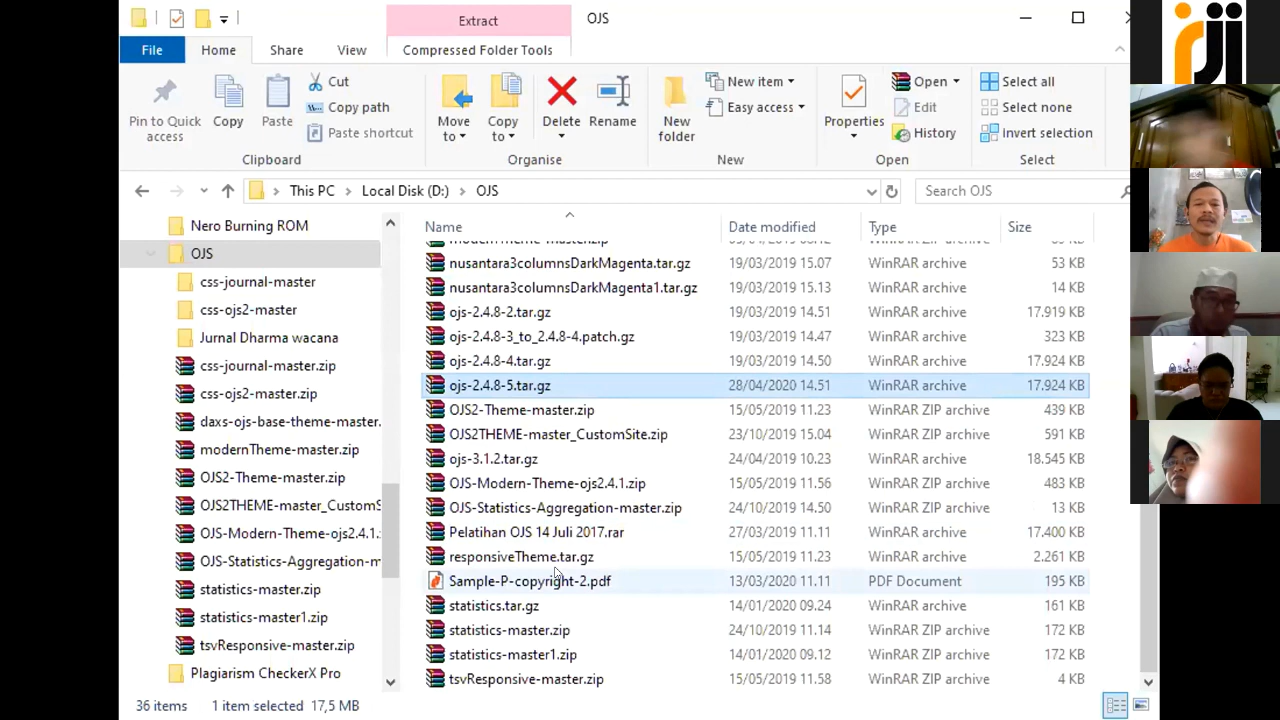 Extract
OJS
File
Home
Share
View
Compressed Folder Tools
Pin to Quick access
Copy
Paste
Cut
Copy path
Paste shortcut
Clipboard
Move to
Copy to
Delete
Rename
Organise
New folder
New item
Easy access
New
Properties
Open
Edit
History
Open
Select all
Select none
Invert selection
Select
This PC
Local Disk (D:)
OJS
Search OJS
Nero Burning ROM
OJS
css-journal-master
css-ojs2-master
Jurnal Dharma wacana
css-journal-master.zip
css-ojs2-master.zip
daxs-ojs-base-theme-master.
modernTheme-master.zip
OJS2-Theme-master.zip
OJS2THEME-master_CustomS
OJS-Modern-Theme-ojs2.4.1.
OJS-Statistics-Aggregation-m
statistics-master.zip
statistics-master1.zip
tsvResponsive-master.zip
Plagiarism CheckerX Pro
Name Date modified Type Size
nusantara3columnsDarkMagenta.tar.gz 19/03/2019 15.07 WinRAR archive 53 KB
nusantara3columnsDarkMagenta1.tar.gz 19/03/2019 15.13 WinRAR archive 14 KB
ojs-2.4.8-2.tar.gz 19/03/2019 14.51 WinRAR archive 17.919 KB
ojs-2.4.8-3_to_2.4.8-4.patch.gz 19/03/2019 14.47 WinRAR archive 323 KB
ojs-2.4.8-4.tar.gz 19/03/2019 14.50 WinRAR archive 17.924 KB
ojs-2.4.8-5.tar.gz 28/04/2020 14.51 WinRAR archive 17.924 KB
OJS2-Theme-master.zip 15/05/2019 11.23 WinRAR ZIP archive 439 KB
OJS2THEME-master_CustomSite.zip 23/10/2019 15.04 WinRAR ZIP archive 591 KB
ojs-3.1.2.tar.gz 24/04/2019 10.23 WinRAR archive 18.545 KB
OJS-Modern-Theme-ojs2.4.1.zip 15/05/2019 11.56 WinRAR ZIP archive 483 KB
OJS-Statistics-Aggregation-master.zip 24/10/2019 14.50 WinRAR ZIP archive 13 KB
Pelatihan OJS 14 Juli 2017.rar 27/03/2019 11.11 WinRAR archive 17.400 KB
responsiveTheme.tar.gz 15/05/2019 11.23 WinRAR archive 2.261 KB
Sample-P-copyright-2.pdf 13/03/2020 11.11 PDF Document 195 KB
statistics.tar.gz 14/01/2020 09.24 WinRAR archive 161 KB
statistics-master.zip 24/10/2019 11.14 WinRAR ZIP archive 172 KB
statistics-master1.zip 14/01/2020 09.12 WinRAR ZIP archive 172 KB
tsvResponsive-master.zip 15/05/2019 11.58 WinRAR ZIP archive 4 KB
36 items 1 item selected 17,5 MB
rji